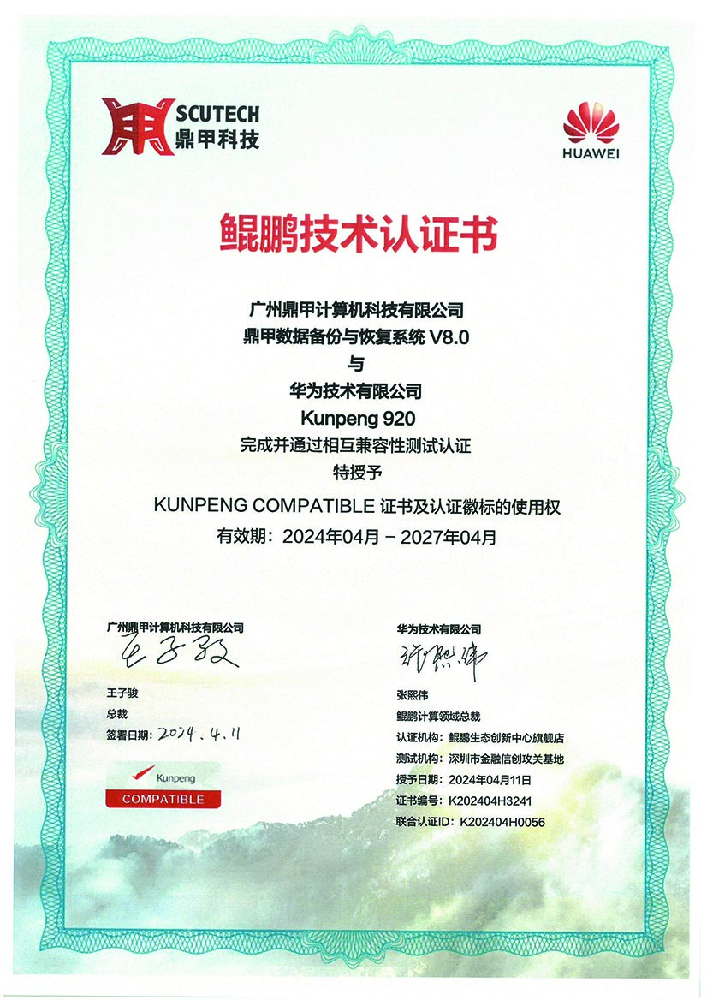 SCUTECH
鼎甲科技
HUAWEI
鲲鹏技术认证书
广州鼎甲计算机科技有限公司
鼎甲数据备份与恢复系统 V8.0
与
华为技术有限公司
Kunpeng 920
完成并通过相互兼容性测试认证
特授予
KUNPENG COMPATIBLE 证书及认证徽标的使用权
有效期：2024年04月 – 2027年04月
广州鼎甲计算机科技有限公司
王子骏
王子骏
总裁
签署日期：2024.4.11
Kunpeng
COMPATIBLE
华为技术有限公司
张熙伟
张熙伟
鲲鹏计算领域总裁
认证机构：鲲鹏生态创新中心旗舰店
测试机构：深圳市金融信创攻关基地
授予日期：2024年04月11日
证书编号：K202404H3241
联合认证ID：K202404H0056